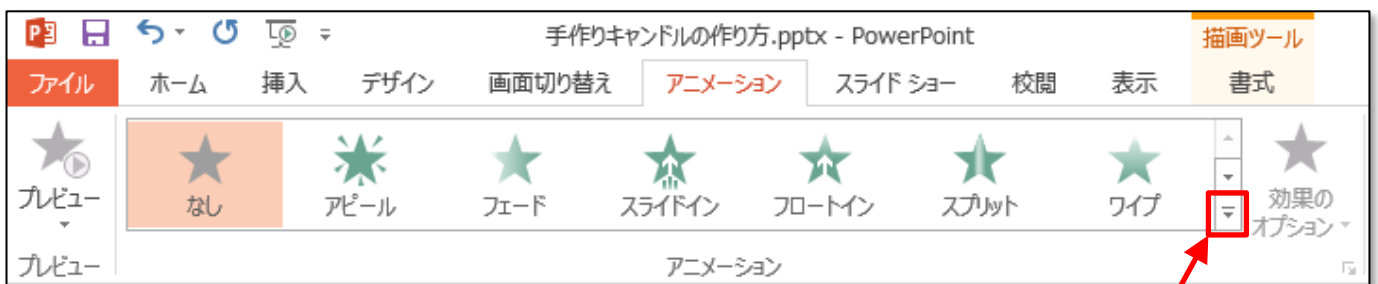 手作りキャンドルの作り方.pptx - PowerPoint
描画ツール
ファイル ホーム 挿入 デザイン 画面切り替え アニメーション スライド ショー 校閲 表示 書式
プレビュー
なし アピール フェード スライドイン フロートイン スプリット ワイプ
効果の
オプション
プレビュー アニメーション